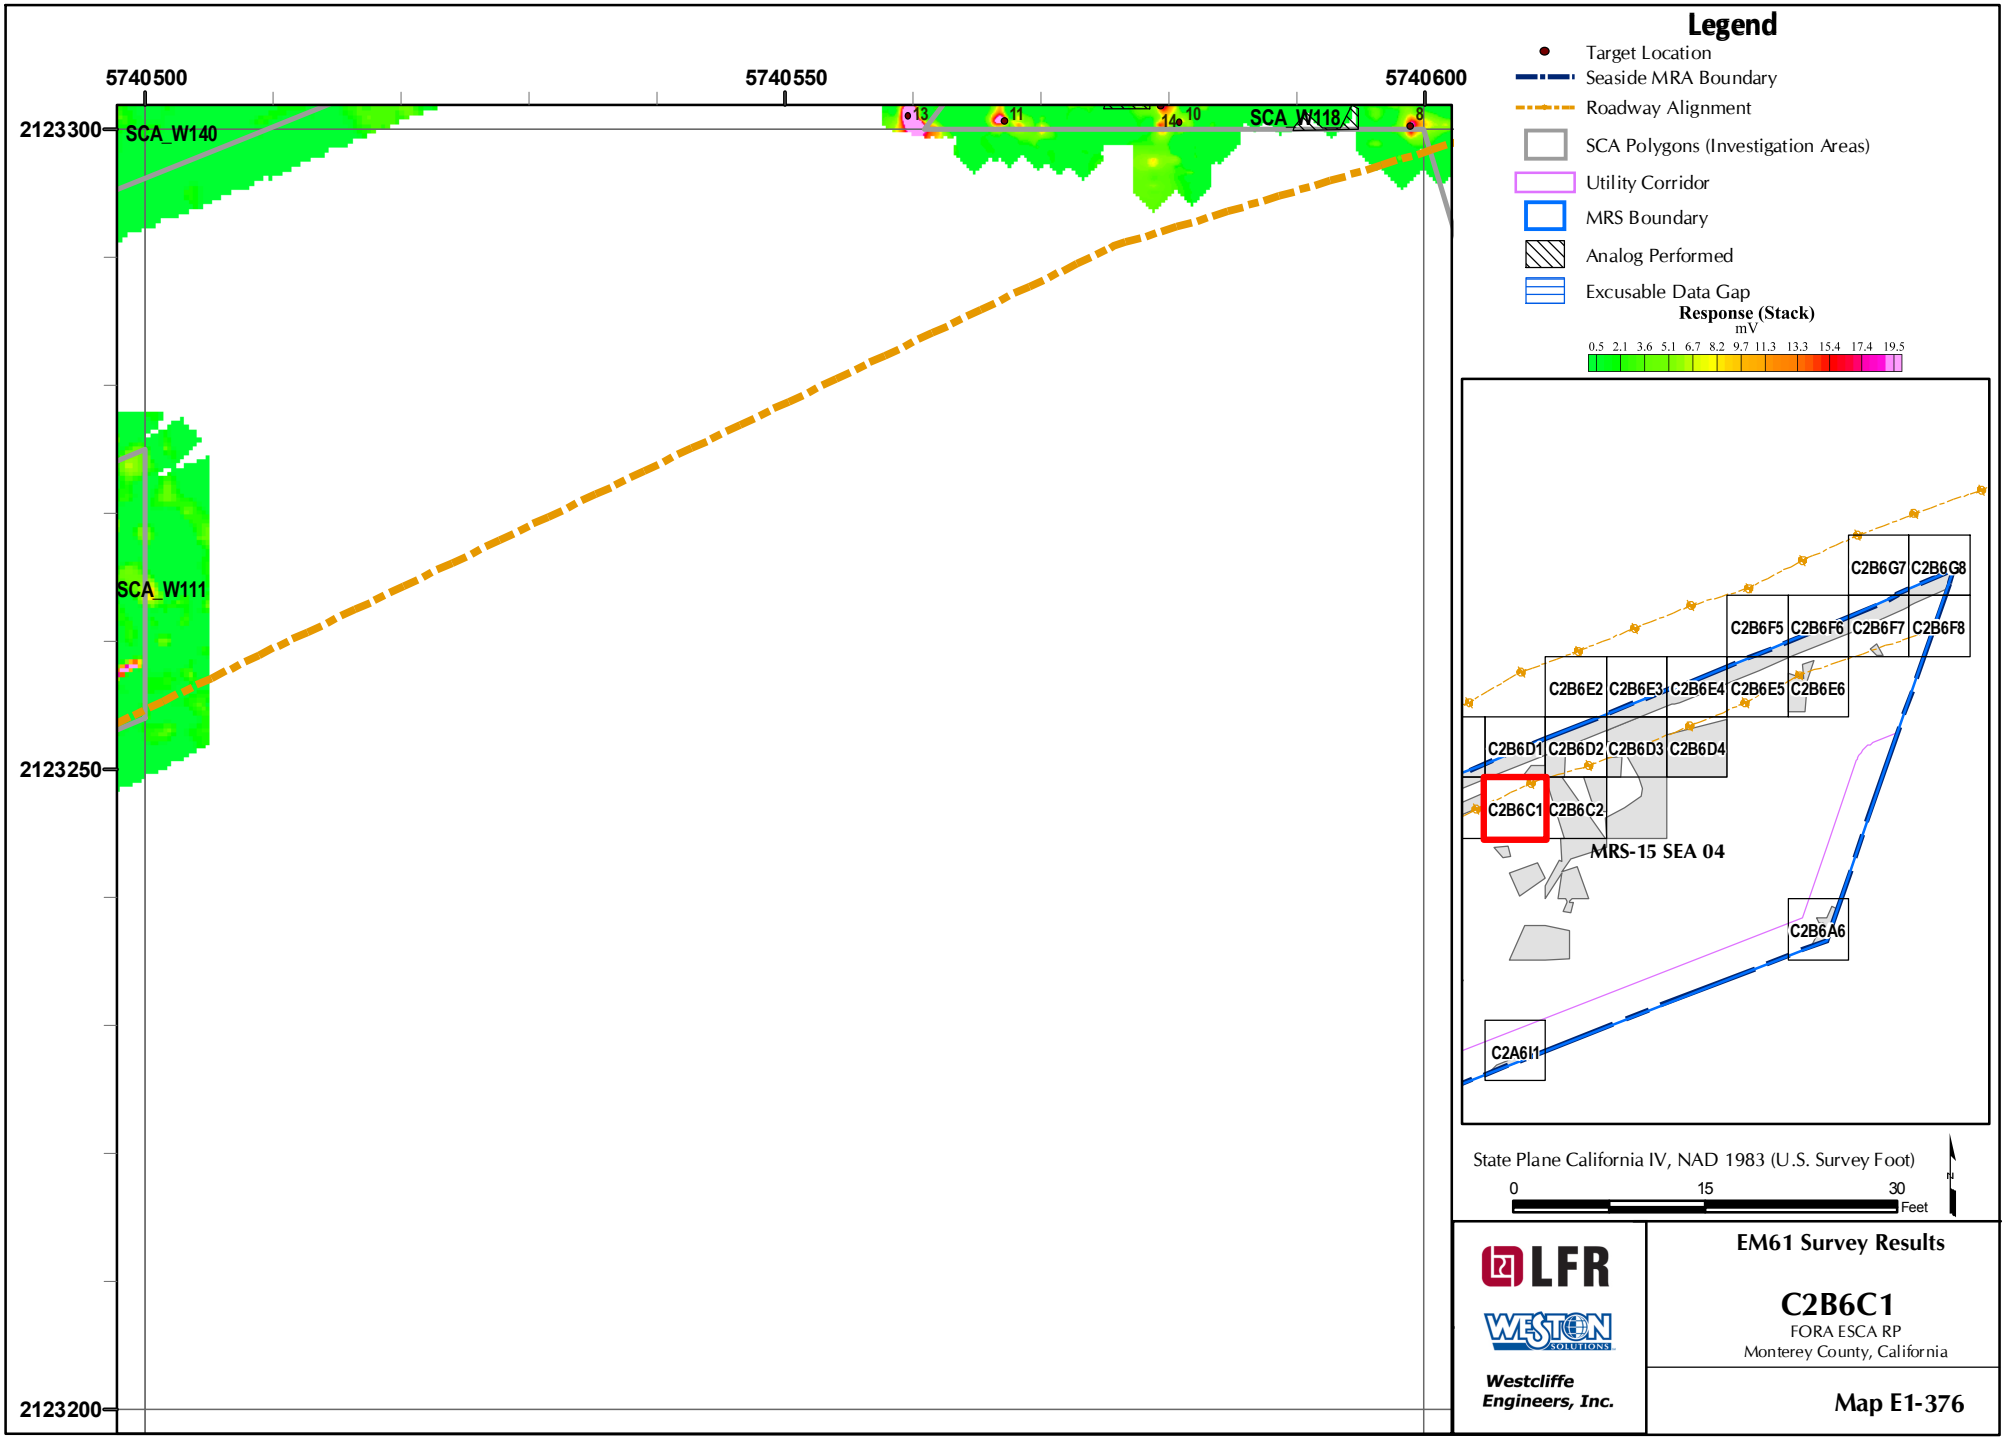 Legend
Target Location
Seaside MRA Boundary
Roadway Alignment
SCA Polygons (Investigation Areas)
Utility Corridor
MRS Boundary
Analog Performed
Excusable Data Gap
Response (Stack)
mV
0.5 2.1 3.6 5.1 6.7 8.2 9.7 11.3 13.3 15.4 17.4 19.5
5740500 5740550 5740600
2123300
2123250
2123200
SCA_W140
13 11 14 10 SCA_W118 8
SCA_W111
C2B6G7 C2B6G8
C2B6F5 C2B6F6 C2B6F7 C2B6F8
C2B6E2 C2B6E3 C2B6E4 C2B6E5 C2B6E6
C2B6D1 C2B6D2 C2B6D3 C2B6D4
C2B6C1 C2B6C2
MRS-15 SEA 04
C2B6A6
C2A6I1
State Plane California IV, NAD 1983 (U.S. Survey Foot)
0 15 30
Feet
N
LFR
WESTON
SOLUTIONS
Westcliffe
Engineers, Inc.
EM61 Survey Results
C2B6C1
FORA ESCA RP
Monterey County, California
Map E1-376